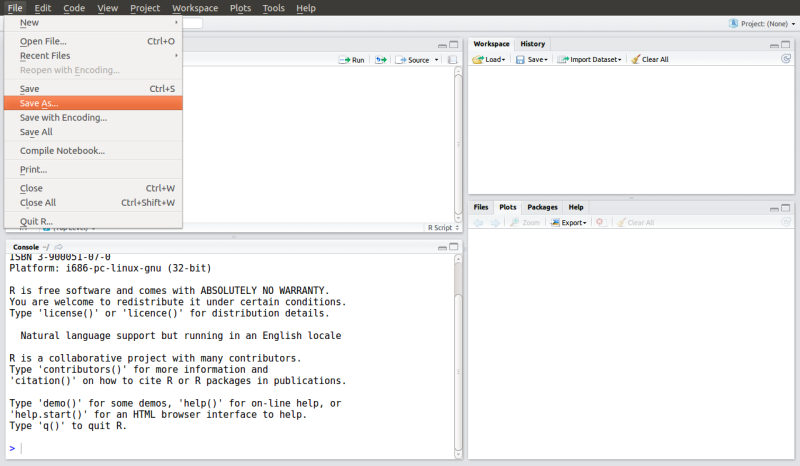 File Edit Code View Project Workspace Plots Tools Help
Project: (None)
New
Open File... Ctrl+O
Recent Files
Reopen with Encoding...
Save Ctrl+S
Save As...
Save with Encoding...
Save All
Compile Notebook...
Print...
Close Ctrl+W
Close All Ctrl+Shift+W
Quit R...
Run Source
R Script
Workspace History
Load Save Import Dataset Clear All
Files Plots Packages Help
Zoom Export Clear All
Console ~/
ISBN 3-900051-07-0
Platform: i686-pc-linux-gnu (32-bit)
R is free software and comes with ABSOLUTELY NO WARRANTY.
You are welcome to redistribute it under certain conditions.
Type 'license()' or 'licence()' for distribution details.
Natural language support but running in an English locale
R is a collaborative project with many contributors.
Type 'contributors()' for more information and
'citation()' on how to cite R or R packages in publications.
Type 'demo()' for some demos, 'help()' for on-line help, or
'help.start()' for an HTML browser interface to help.
Type 'q()' to quit R.
>